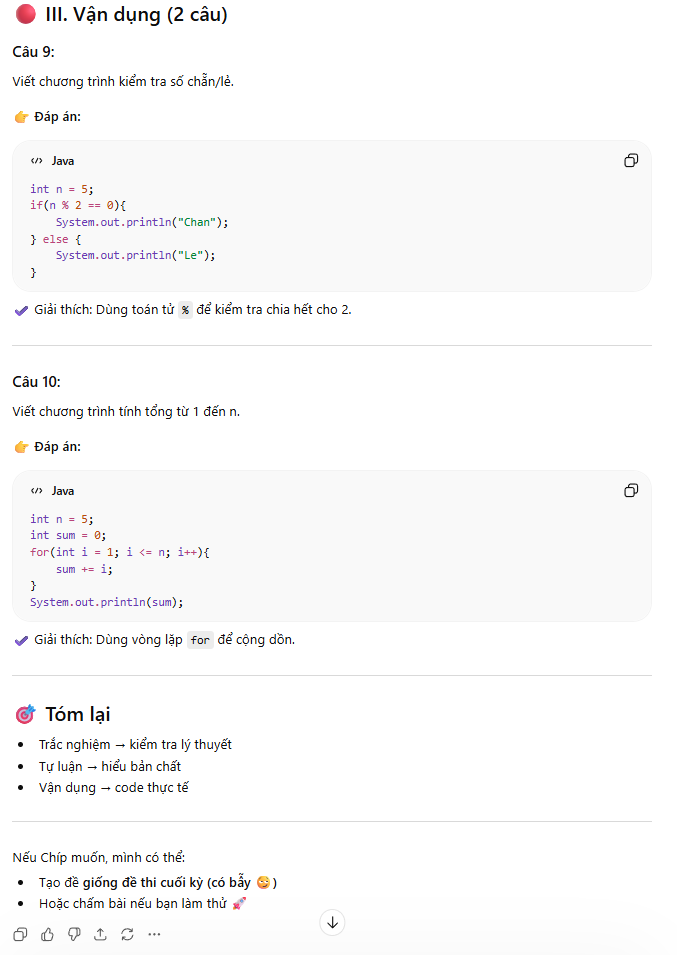 III. Vận dụng (2 câu)
Câu 9:
Viết chương trình kiểm tra số chẵn/lẻ.
👉 Đáp án:
Java
int n = 5;
if(n % 2 == 0){
    System.out.println("Chan");
} else {
    System.out.println("Le");
}
✔ Giải thích: Dùng toán tử % để kiểm tra chia hết cho 2.
Câu 10:
Viết chương trình tính tổng từ 1 đến n.
👉 Đáp án:
Java
int n = 5;
int sum = 0;
for(int i = 1; i <= n; i++){
    sum += i;
}
System.out.println(sum);
✔ Giải thích: Dùng vòng lặp for để cộng dồn.
🎯 Tóm lại
• Trắc nghiệm → kiểm tra lý thuyết
• Tự luận → hiểu bản chất
• Vận dụng → code thực tế
Nếu Chíp muốn, mình có thể:
• Tạo đề giống đề thi cuối kỳ (có bẫy 😏)
• Hoặc chấm bài nếu bạn làm thử 🚀